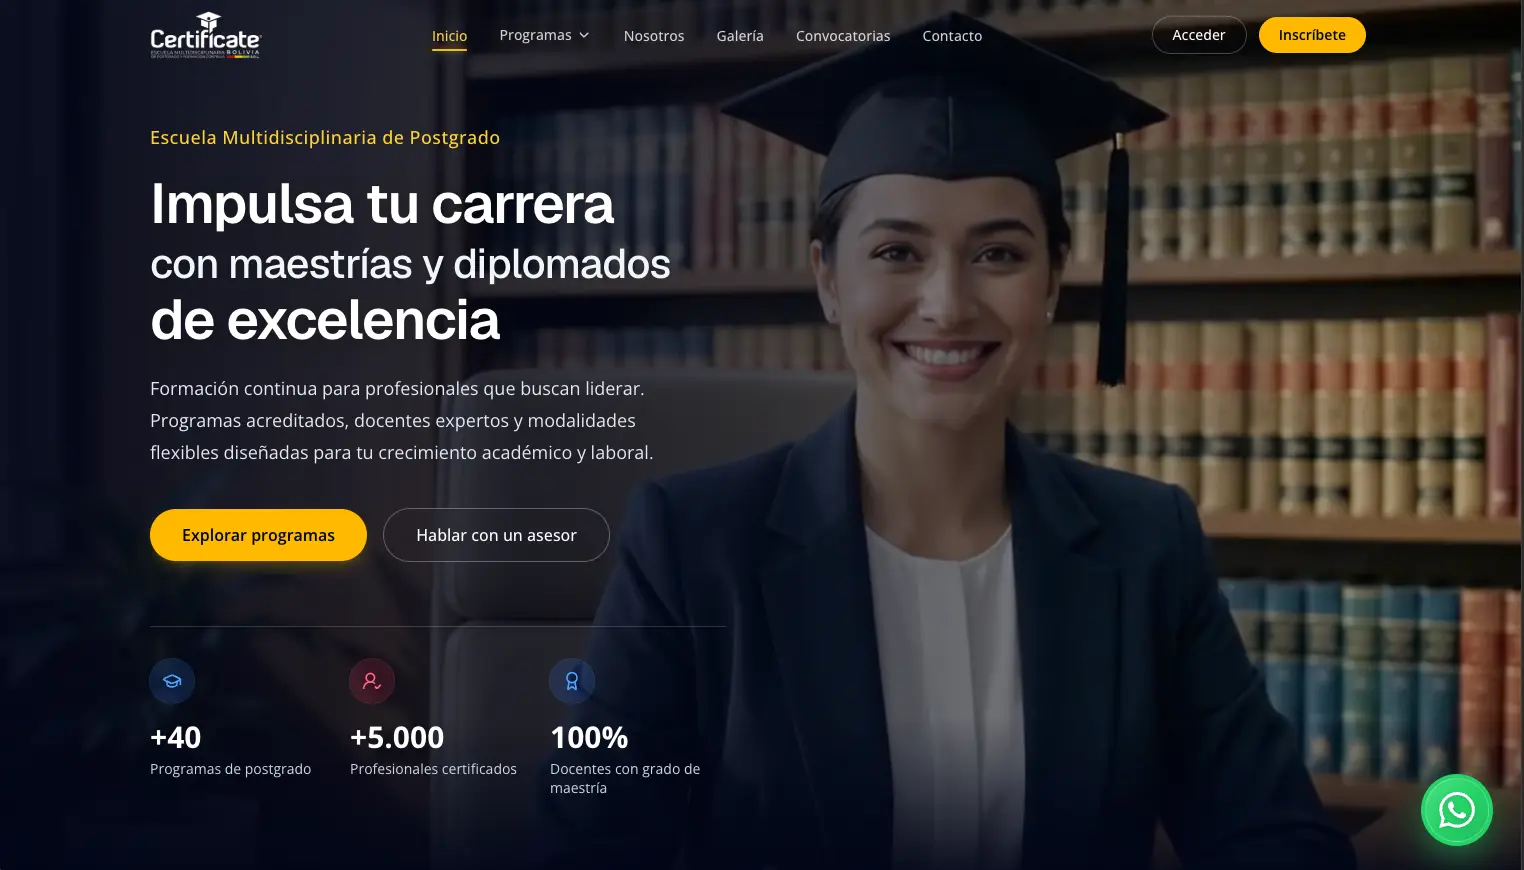 Certificate
ESCUELA MULTIDISCIPLINARIA BOLIVIA
Inicio
Programas
Nosotros
Galería
Convocatorias
Contacto
Acceder
Inscríbete
Escuela Multidisciplinaria de Postgrado
Impulsa tu carrera
con maestrías y diplomados
de excelencia
Formación continua para profesionales que buscan liderar.
Programas acreditados, docentes expertos y modalidades
flexibles diseñadas para tu crecimiento académico y laboral.
Explorar programas
Hablar con un asesor
+40
Programas de postgrado
+5.000
Profesionales certificados
100%
Docentes con grado de
maestría